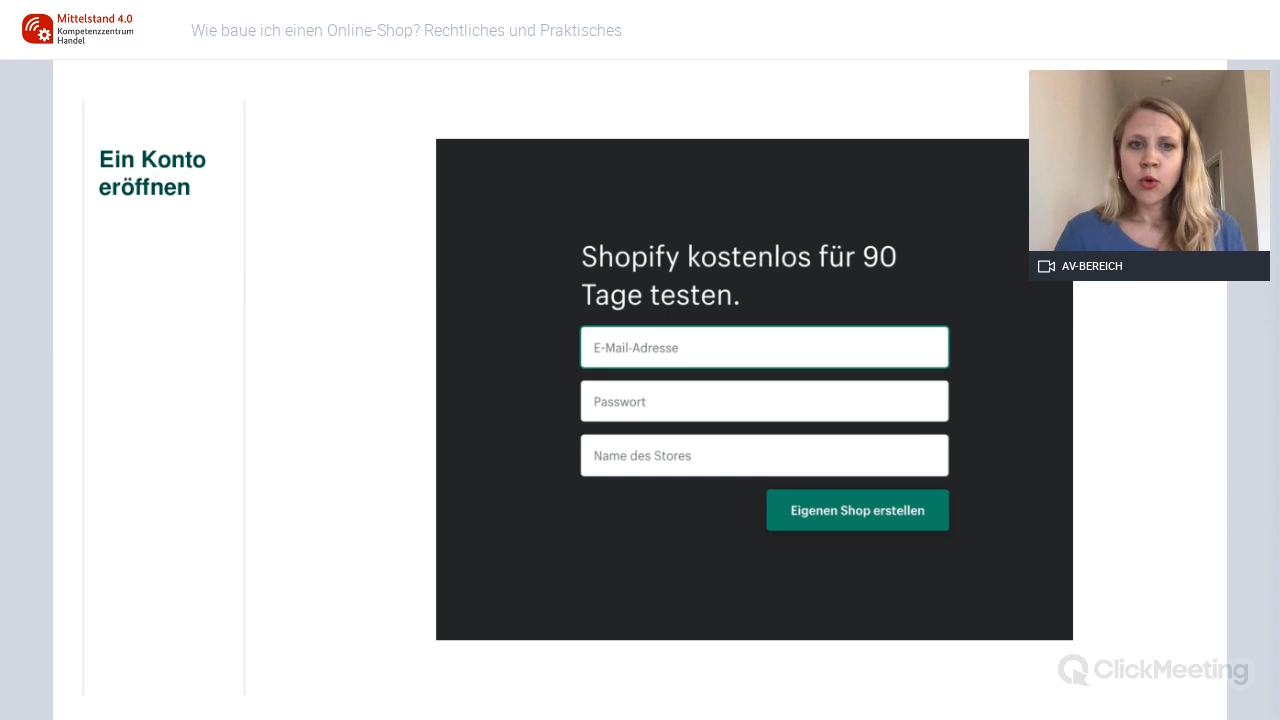 Mittelstand 4.0
Kompetenzzentrum
Handel
Wie baue ich einen Online-Shop? Rechtliches und Praktisches
Ein Konto
eröffnen
Shopify kostenlos für 90
Tage testen.
E-Mail-Adresse
Passwort
Name des Stores
Eigenen Shop erstellen
AV-BEREICH
ClickMeeting